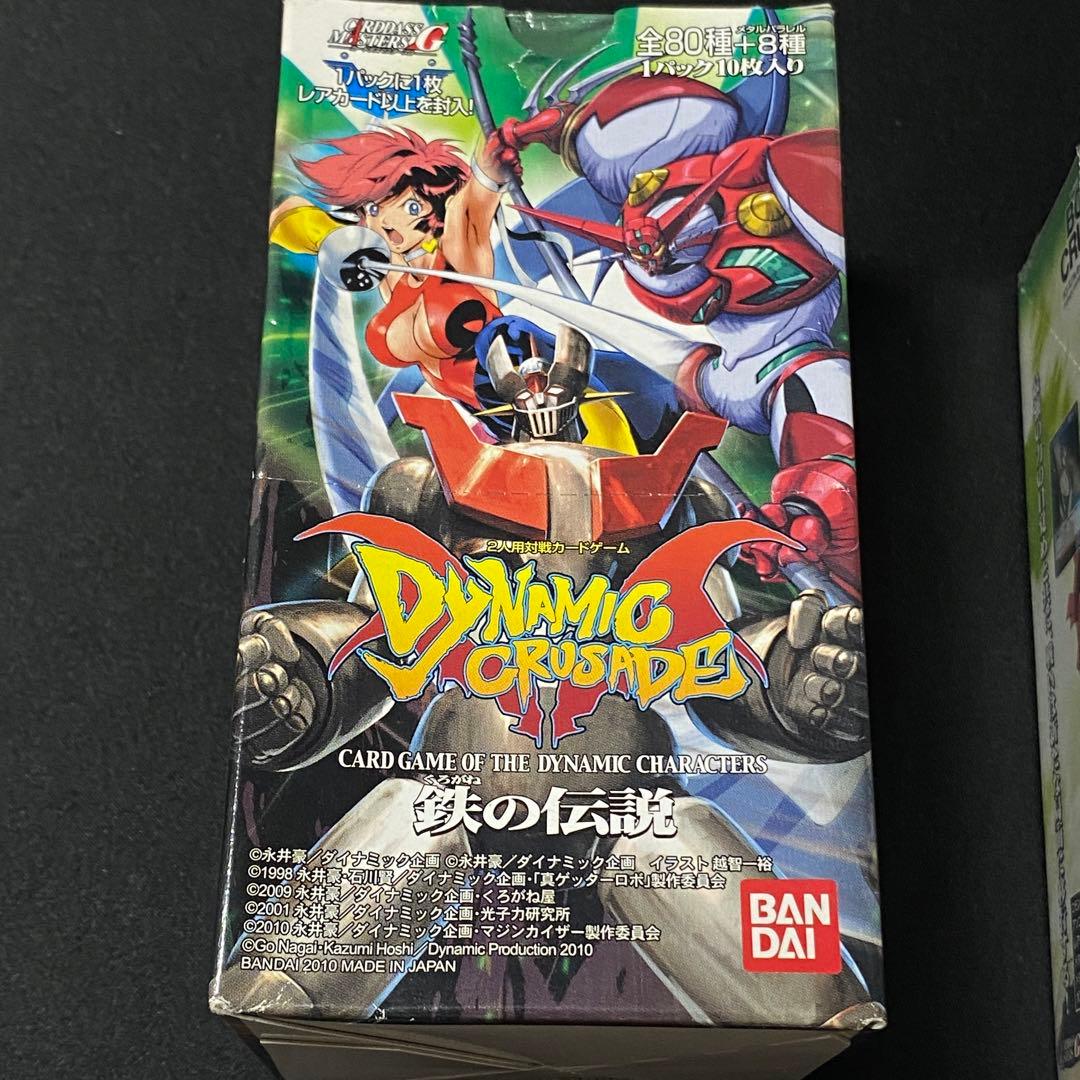 CARDDASS
MASTERS G
1パックに1枚
レアカード以上を封入!
メタルパラレル
全80種+8種
1パック10枚入り
2人用対戦カードゲーム
DYNAMIC
CRUSADE
CARD GAME OF THE DYNAMIC CHARACTERS
くろがね
鉄の伝説
©永井豪/ダイナミック企画 ©永井豪/ダイナミック企画 イラスト 越智一裕
©1998 永井豪・石川賢/ダイナミック企画・「真ゲッターロボ」製作委員会
©2009 永井豪/ダイナミック企画・くろがね屋
©2001 永井豪/ダイナミック企画・光子力研究所
©2010 永井豪/ダイナミック企画・マジンカイザー製作委員会
©Go Nagai・Kazumi Hoshi/Dynamic Production 2010
BANDAI 2010 MADE IN JAPAN
BAN
DAI